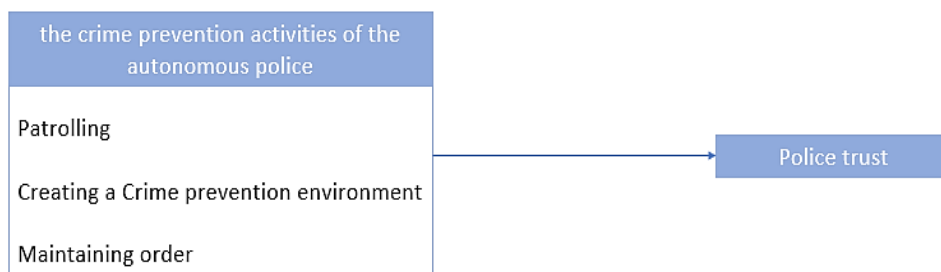 the crime prevention activities of the
autonomous police
Patrolling
Creating a Crime prevention environment
Maintaining order
Police trust